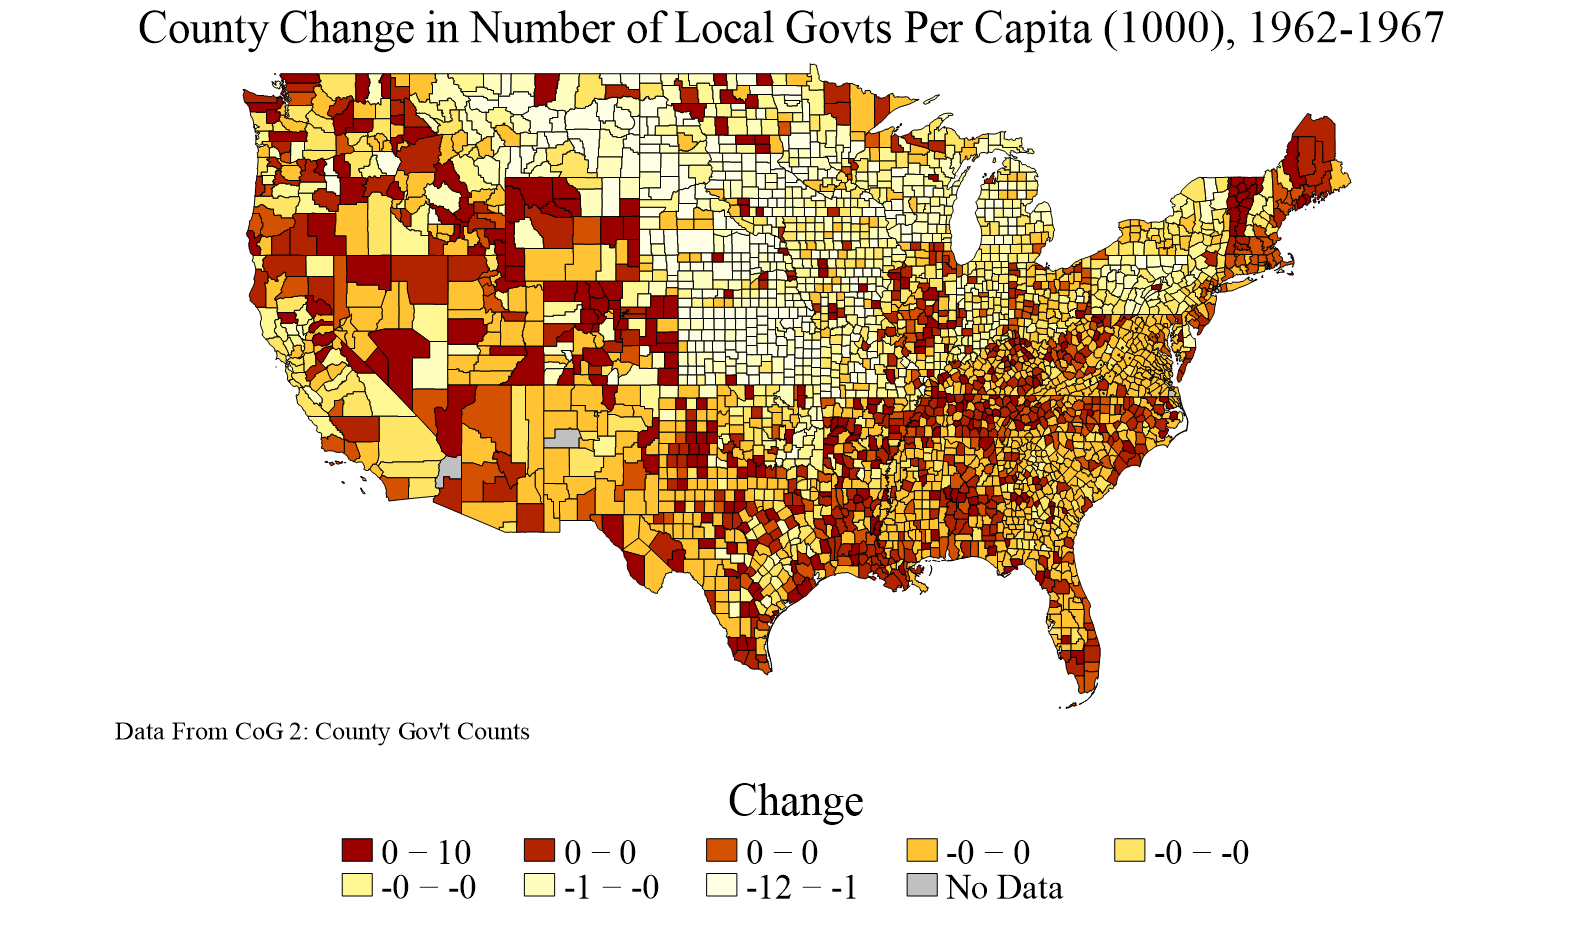 County Change in Number of Local Govts Per Capita (1000), 1962-1967
Data From CoG 2: County Gov't Counts
Change
0 − 10
0 − 0
0 − 0
-0 − 0
-0 − -0
-0 − -0
-1 − -0
-12 − -1
No Data